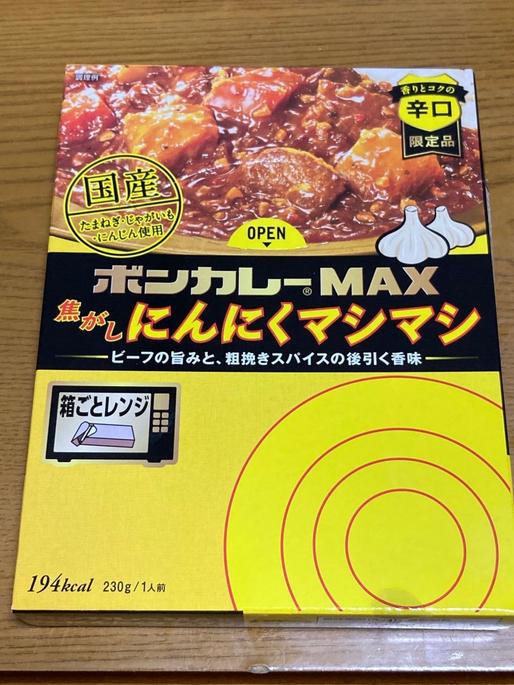 調理例
香りとコクの
辛口
限定品
国産
たまねぎ・じゃがいも
・にんじん使用
OPEN
ボンカレー®MAX
焦がしにんにくマシマシ
ビーフの旨みと、粗挽きスパイスの後引く香味
箱ごとレンジ
194kcal 230g/1人前